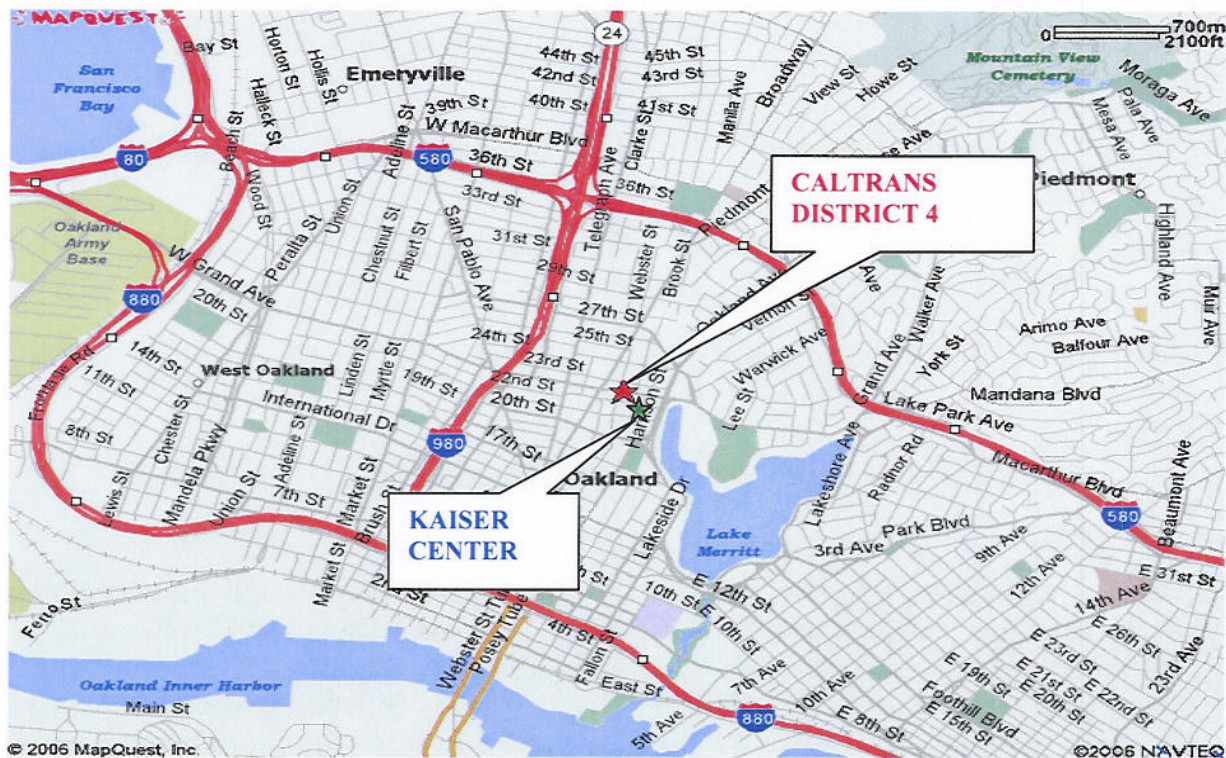 MAPQUEST
Bay St
Horton St
Hollis St
Halleck St
Emeryville
San
Francisco
Bay
44th St
42nd St
40th St
39th St
W Macarthur Blvd
36th St
33rd St
31st St
29th St
24
45th St
43rd St
41st St
Clarke St
Manila Ave
Broadway
View St
Howe St
0
700m
2100ft
Mountain View
Cemetery
Moraga Ave
Pala Ave
Mesa Ave
80
580
Beach St
Wood St
Adeline St
Union St
Peralta St
Chestnut St
Filbert St
San Pablo Ave
Telegraph Ave
36th St
Webster St
Brook St
Piedmont
CALTRANS
DISTRICT 4
Piedmont
Highland Ave
Mur Ave
Oakland
Army
Base
W Grand Ave
880
20th St
27th St
25th St
24th St
23rd St
22nd St
20th St
19th St
17th St
Vernon St
Warwick Ave
Lee St
Walker Ave
Grand Ave
York St
Arimo Ave
Balfour Ave
Mandana Blvd
Lake Park Ave
Macarthur Blvd
Frontage Rd
14th St
11th St
8th St
West Oakland
Linden St
Myrtle St
International Dr
980
Harrison St
Oakland
Chester St
Mandela Pkwy
Adeline St
Lewis St
Union St
7th St
Market St
Brush St
KAISER
CENTER
Lakeside Dr
Lake
Merritt
Lakeshore Ave
Radnor Rd
Park Blvd
3rd Ave
9th Ave
12th Ave
580
Beaumont Ave
E 31st St
14th Ave
E 26th St
23rd Ave
Market St
2nd St
10th St
E 12th St
E 10th St
4th St
Fallon St
East St
Webster St Tube
Posey Tube
7th Ave
10th Ave
5th Ave
880
E 8th St
E 23rd St
E 22nd St
E 21st St
E 20th St
E 19th St
Foothill Blvd
E 15th St
Oakland Inner Harbor
Main St
© 2006 MapQuest, Inc.
©2006 NAVTEQ